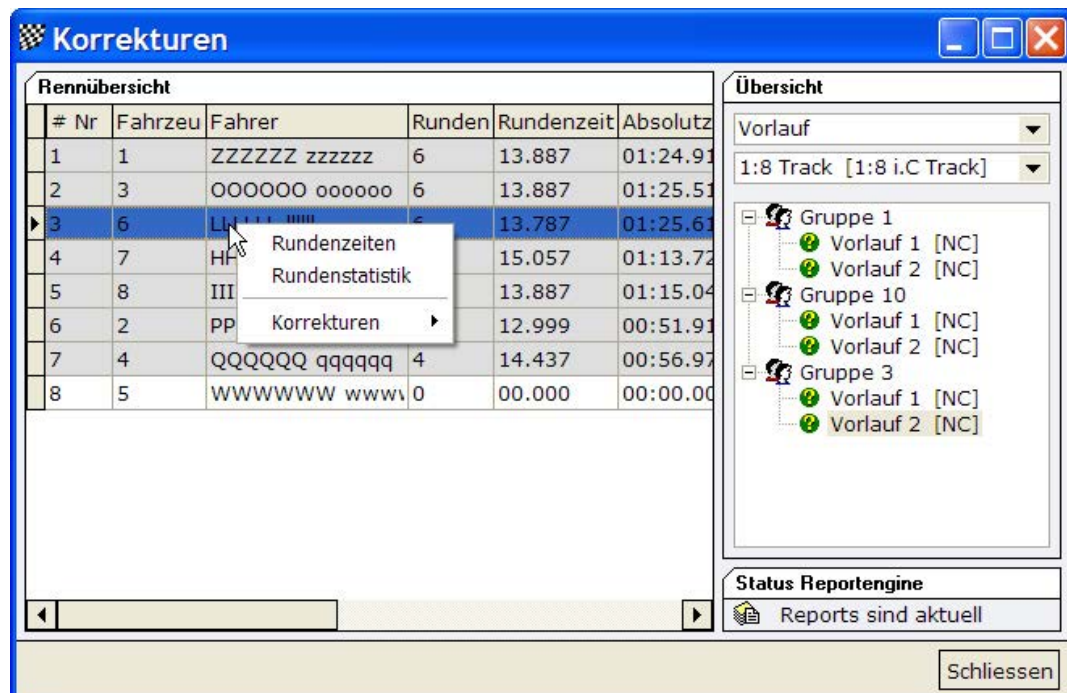 Korrekturen
Rennübersicht
# Nr Fahrzeu Fahrer Runden Rundenzeit Absolutz
1 1 ZZZZZZ zzzzzz 6 13.887 01:24.91
2 3 OOOOOO oooooo 6 13.887 01:25.51
3 6 13.787 01:25.61
4 7 15.057 01:13.72
5 8 III 13.887 01:15.04
6 2 PP 12.999 00:51.91
7 4 QQQQQQ qqqqqq 4 14.437 00:56.97
8 5 WWWWWW www 0 00.000 00:00.00
Rundenzeiten
Rundenstatistik
Korrekturen
Übersicht
Vorlauf
1:8 Track [1:8 i.C Track]
Gruppe 1
Vorlauf 1 [NC]
Vorlauf 2 [NC]
Gruppe 10
Vorlauf 1 [NC]
Vorlauf 2 [NC]
Gruppe 3
Vorlauf 1 [NC]
Vorlauf 2 [NC]
Status Reportengine
Reports sind aktuell
Schliessen